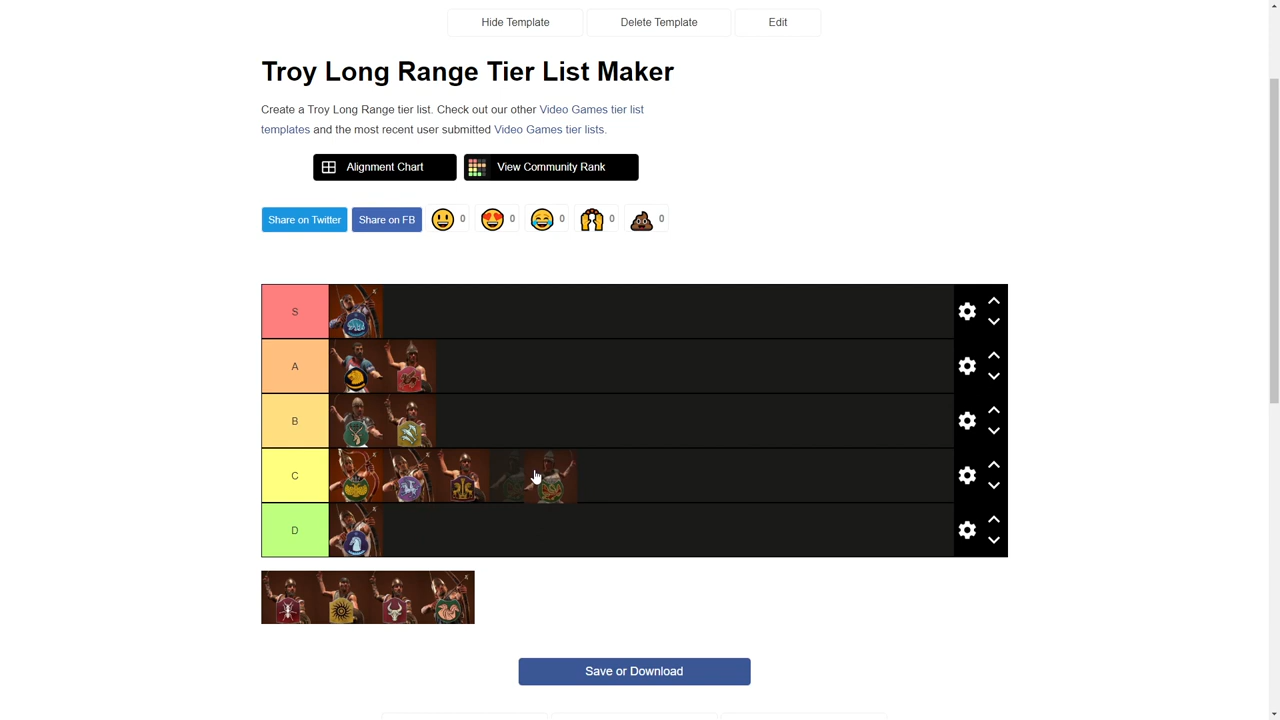 Hide Template
Delete Template
Edit
Troy Long Range Tier List Maker
Create a Troy Long Range tier list. Check out our other Video Games tier list
templates and the most recent user submitted Video Games tier lists.
Alignment Chart
View Community Rank
Share on Twitter
Share on FB
0
0
0
0
0
S
A
B
C
D
Save or Download